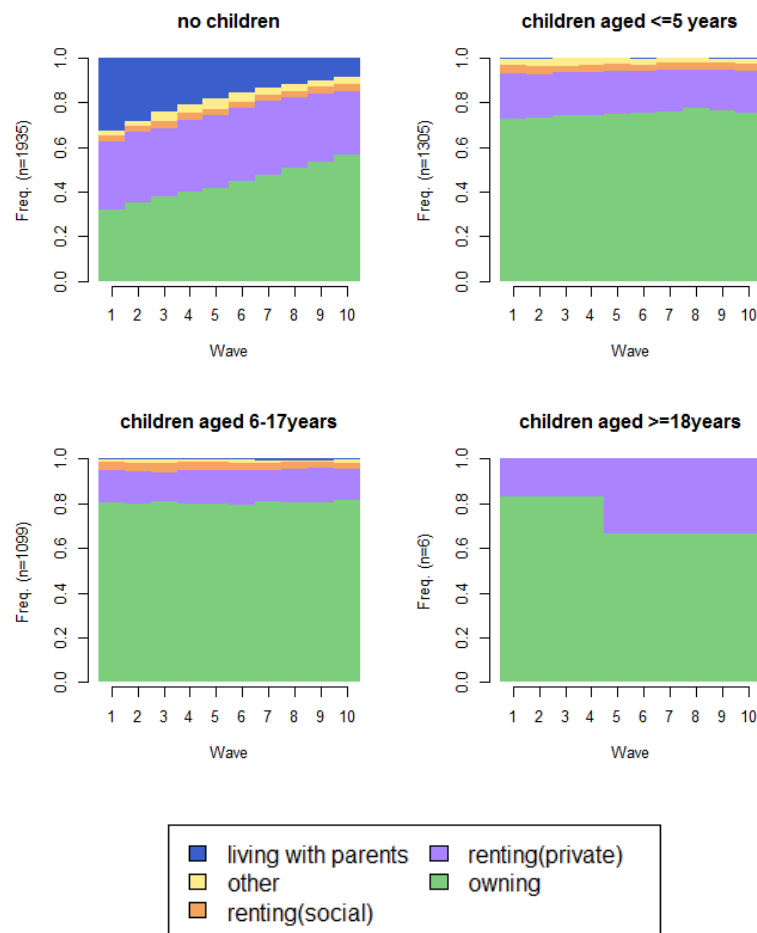 no children
Freq. (n=1935)
0.0 0.2 0.4 0.6 0.8 1.0
1 2 3 4 5 6 7 8 9 10
Wave
children aged <=5 years
Freq. (n=1305)
0.0 0.2 0.4 0.6 0.8 1.0
1 2 3 4 5 6 7 8 9 10
Wave
children aged 6-17years
Freq. (n=1099)
0.0 0.2 0.4 0.6 0.8 1.0
1 2 3 4 5 6 7 8 9 10
Wave
children aged >=18years
Freq. (n=6)
0.0 0.2 0.4 0.6 0.8 1.0
1 2 3 4 5 6 7 8 9 10
Wave
living with parents
other
renting(social)
renting(private)
owning